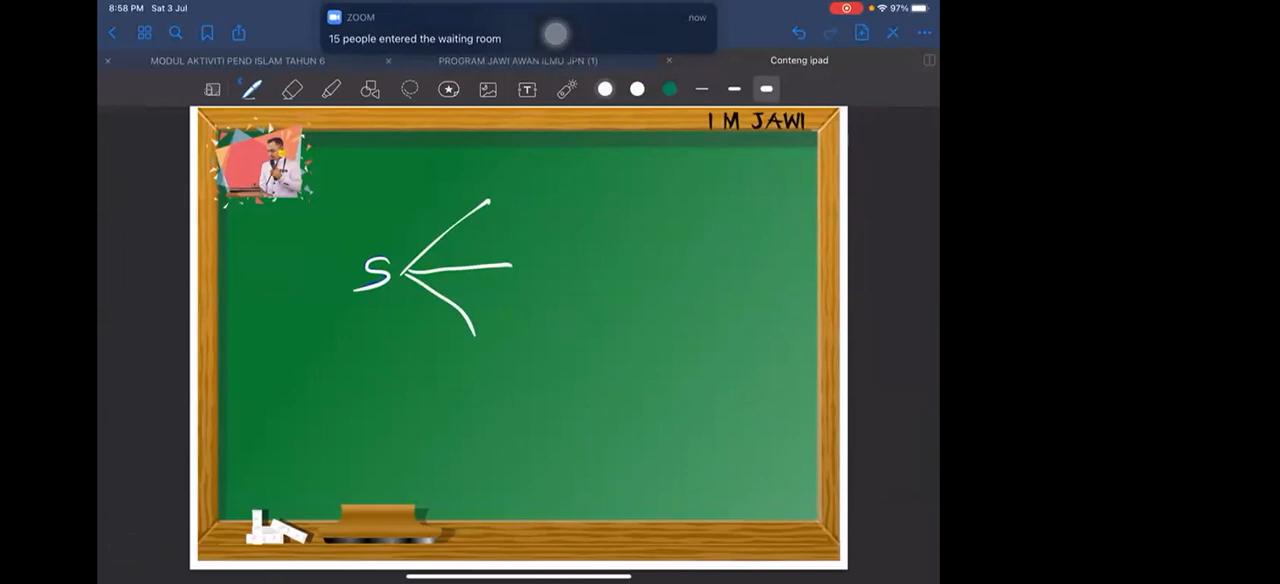 8:58 PM Sat 3 Jul
97%
ZOOM
now
15 people entered the waiting room
MODUL AKTIVITI PEND ISLAM TAHUN 6
PROGRAM JAWI AWAN ILMU JPN (1)
Conteng ipad
I M JAWI
S